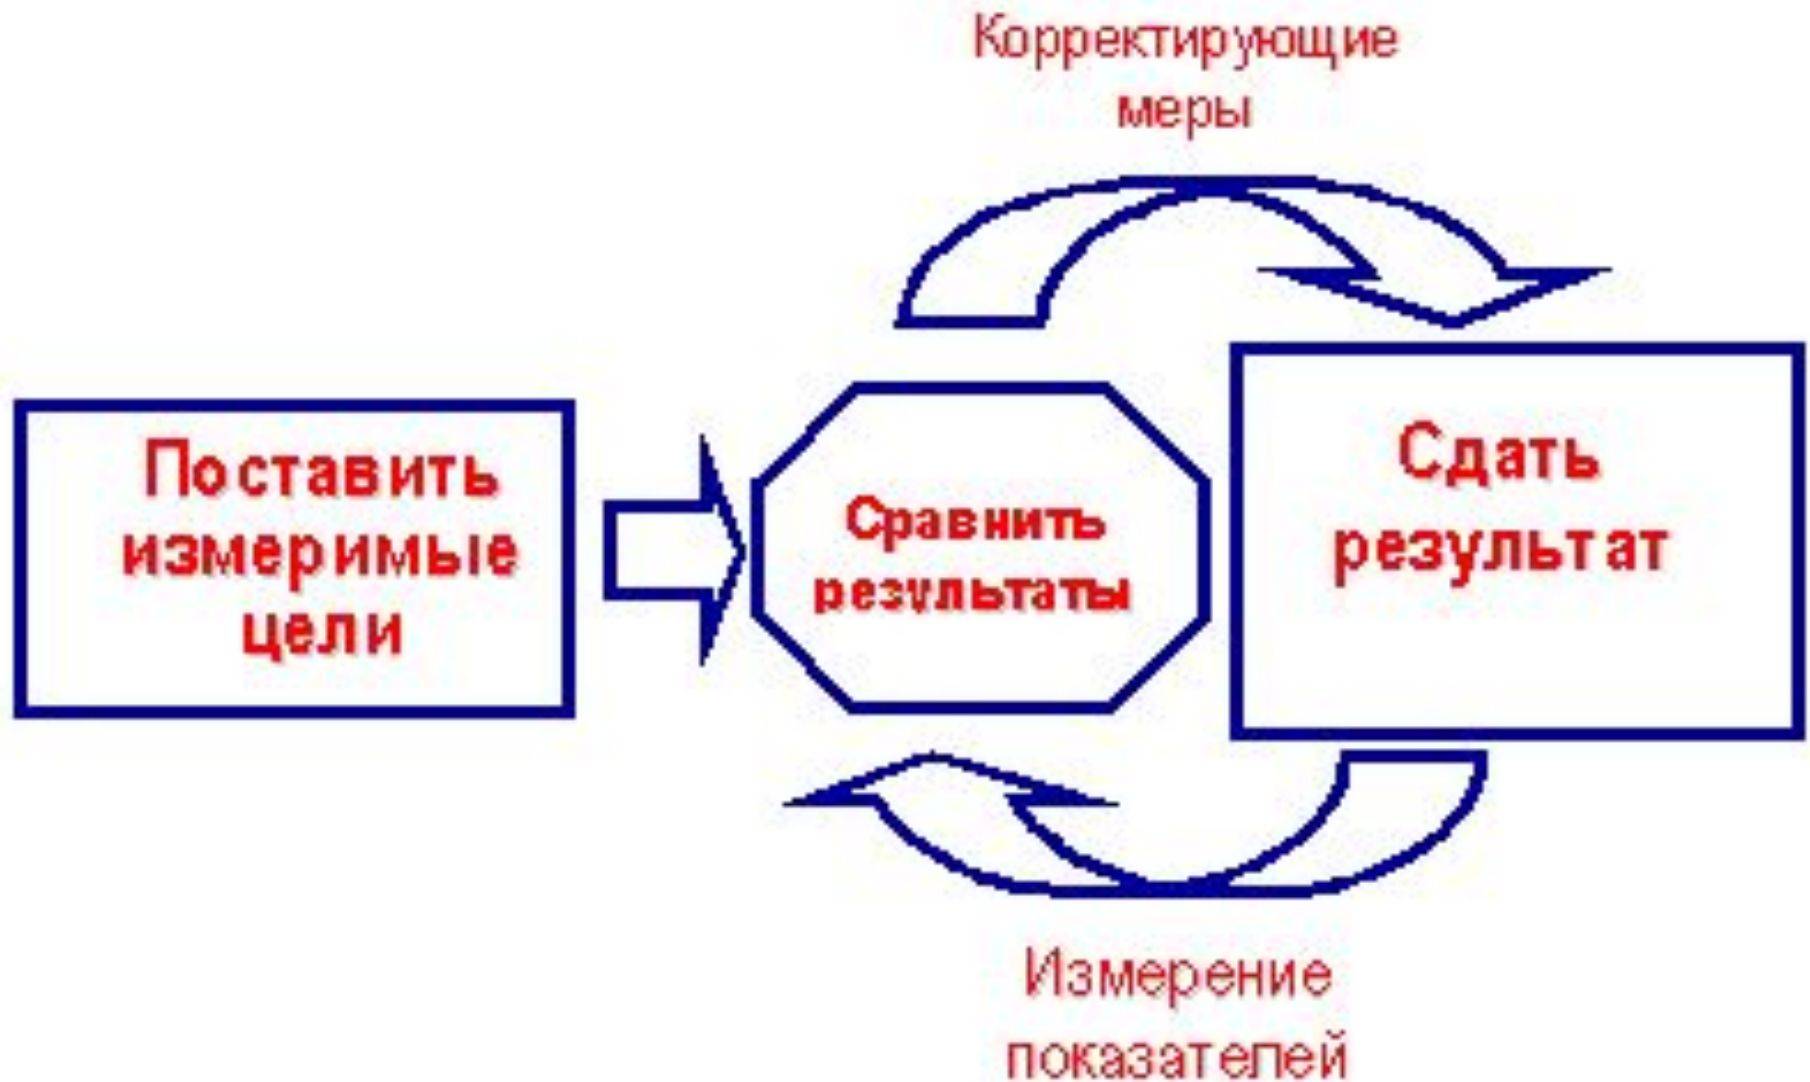 Корректирующие
меры
Поставить
измеримые
цели
Сравнить
результаты
Сдать
результат
Измерение
показателей